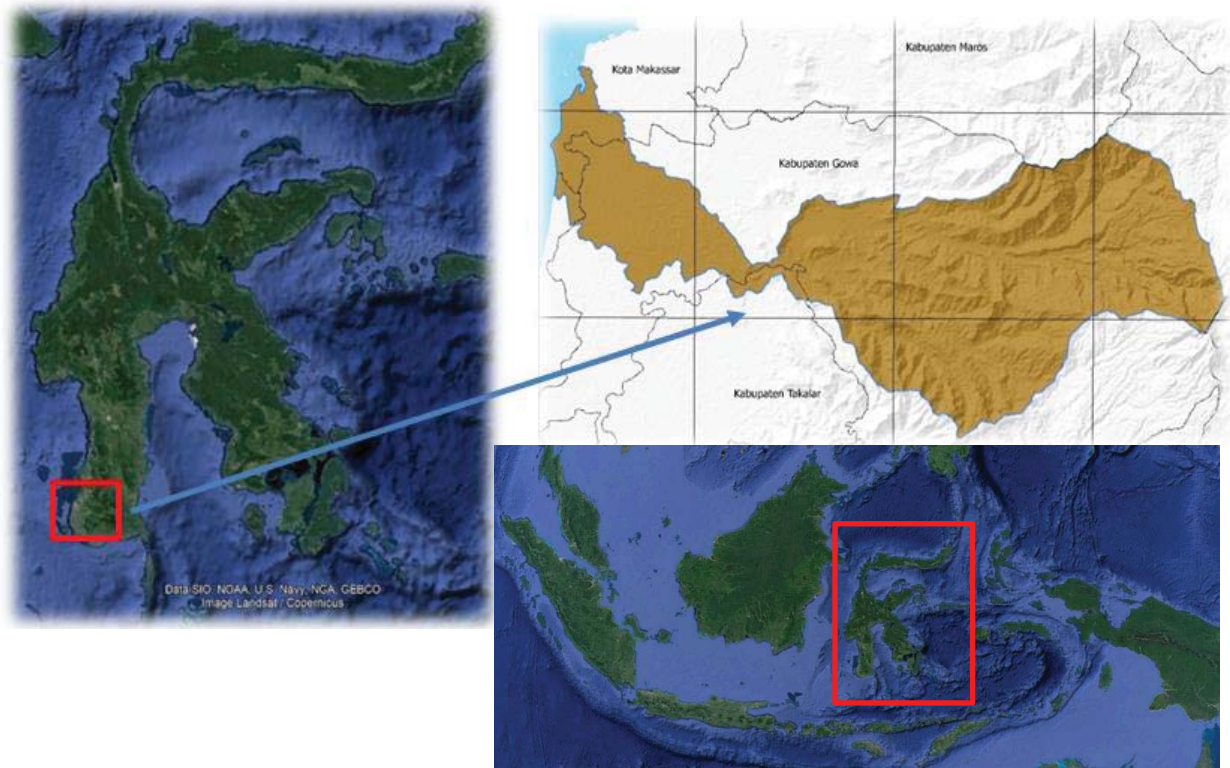 Kota Makassar
Kabupaten Maros
Kabupaten Gowa
Kabupaten Takalar
Data SIO, NOAA, U.S. Navy, NGA, GEBCO
Image Landsat / Copernicus